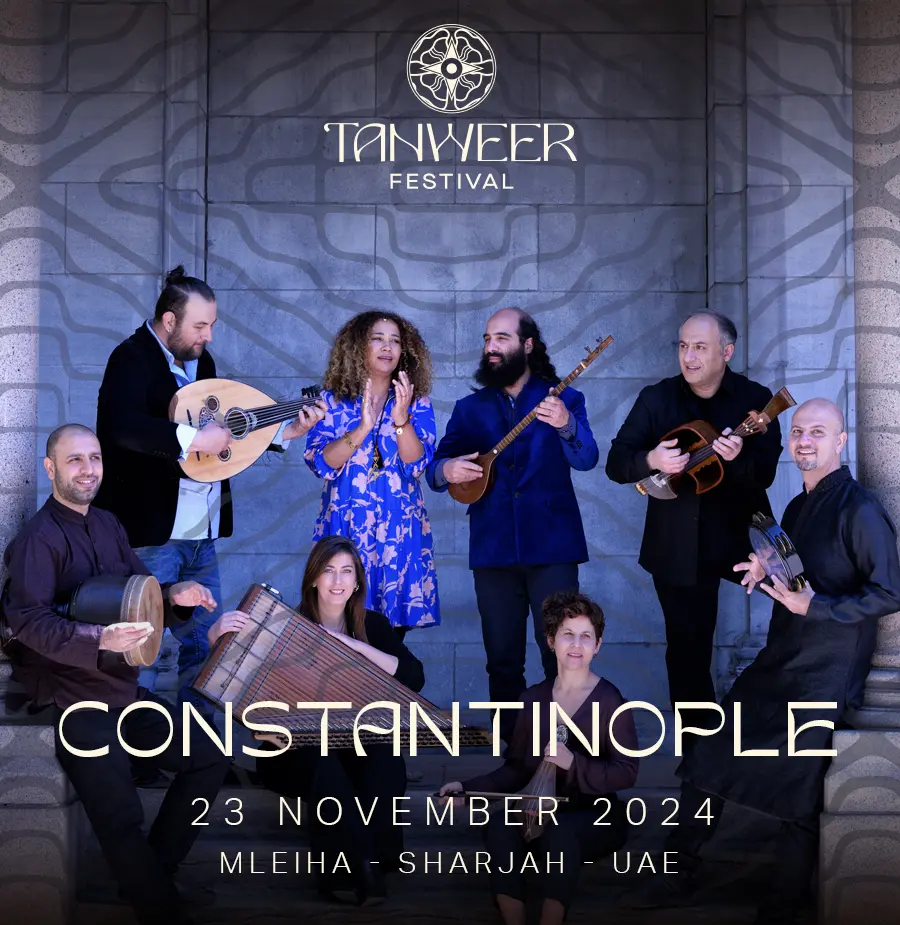 TANWEER
FESTIVAL
CONSTANTINOPLE
23 NOVEMBER 2024
MLEIHA - SHARJAH - UAE